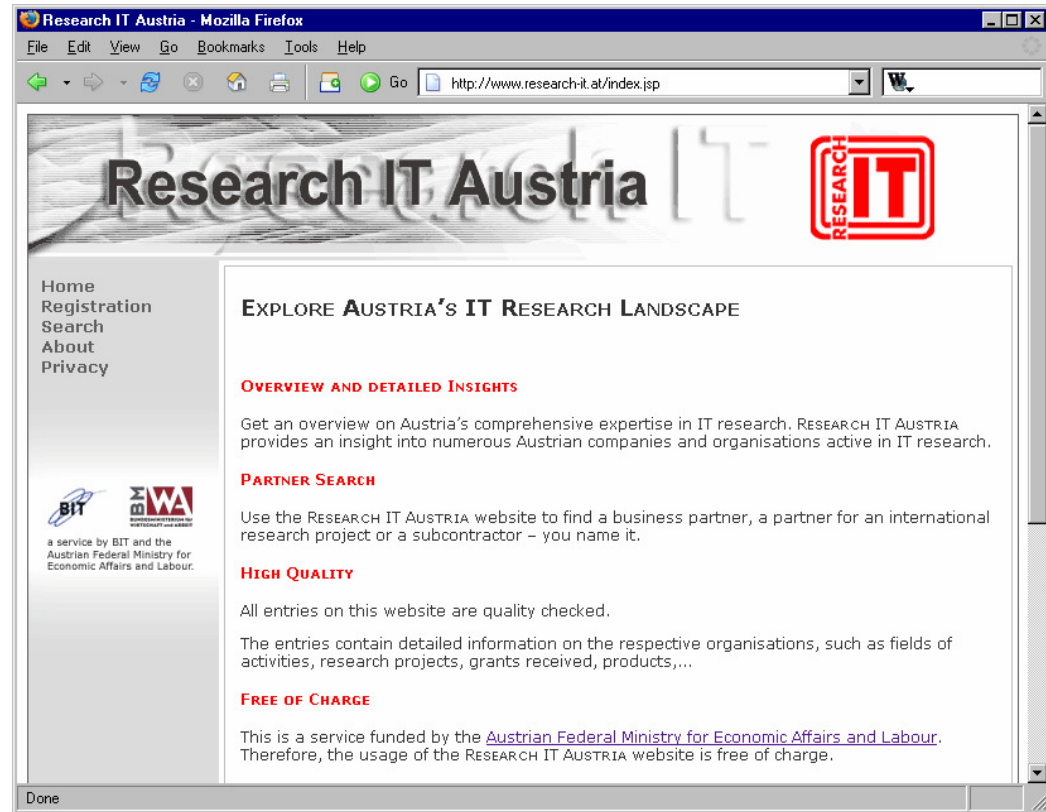 Research IT Austria - Mozilla Firefox
File Edit View Go Bookmarks Tools Help
Go http://www.research-it.at/index.jsp W
Research IT Austria
RESEARCH IT
Home
Registration
Search
About
Privacy
BIT
BM WA
BUNDESMINISTERIUM für
WIRTSCHAFT und ARBEIT
a service by BIT and the
Austrian Federal Ministry for
Economic Affairs and Labour.
EXPLORE AUSTRIA'S IT RESEARCH LANDSCAPE
OVERVIEW AND DETAILED INSIGHTS
Get an overview on Austria's comprehensive expertise in IT research. RESEARCH IT AUSTRIA
provides an insight into numerous Austrian companies and organisations active in IT research.
PARTNER SEARCH
Use the RESEARCH IT AUSTRIA website to find a business partner, a partner for an international
research project or a subcontractor – you name it.
HIGH QUALITY
All entries on this website are quality checked.
The entries contain detailed information on the respective organisations, such as fields of
activities, research projects, grants received, products,...
FREE OF CHARGE
This is a service funded by the Austrian Federal Ministry for Economic Affairs and Labour.
Therefore, the usage of the RESEARCH IT AUSTRIA website is free of charge.
Done